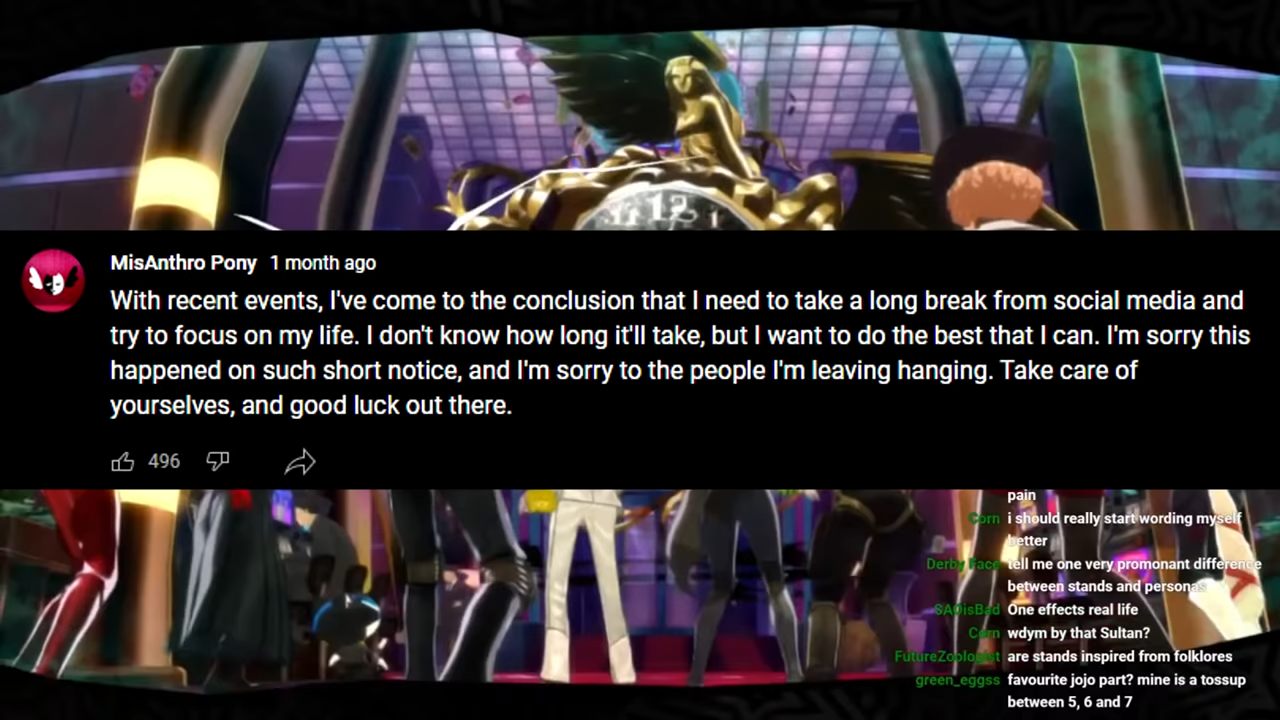 12
1
MisAnthro Pony 1 month ago
With recent events, I've come to the conclusion that I need to take a long break from social media and
try to focus on my life. I don't know how long it'll take, but I want to do the best that I can. I'm sorry this
happened on such short notice, and I'm sorry to the people I'm leaving hanging. Take care of
yourselves, and good luck out there.
496
pain
Corn i should really start wording myself
better
Derby Face tell me one very promonant difference
between stands and personas
SAOisBad One effects real life
Corn wdym by that Sultan?
FutureZoologist are stands inspired from folklores
green_eggss favourite jojo part? mine is a tossup
between 5, 6 and 7